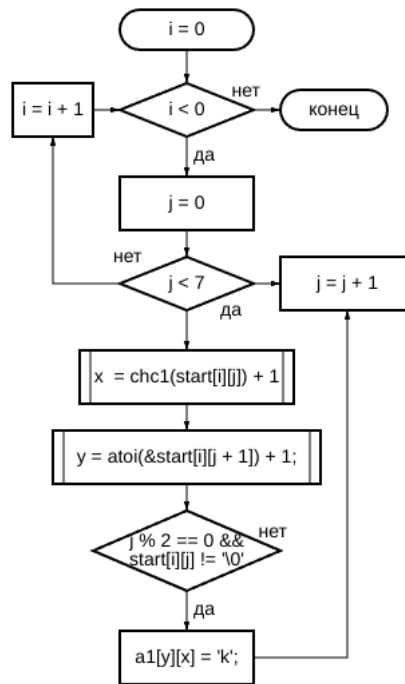 i = 0
i = i + 1
i < 0
нет
конец
да
j = 0
нет
j < 7
да
j = j + 1
x = chc1(start[i][j]) + 1
y = atoi(&start[i][j + 1]) + 1;
j % 2 == 0 &&
start[i][j] != '\0'
нет
да
a1[y][x] = 'k';